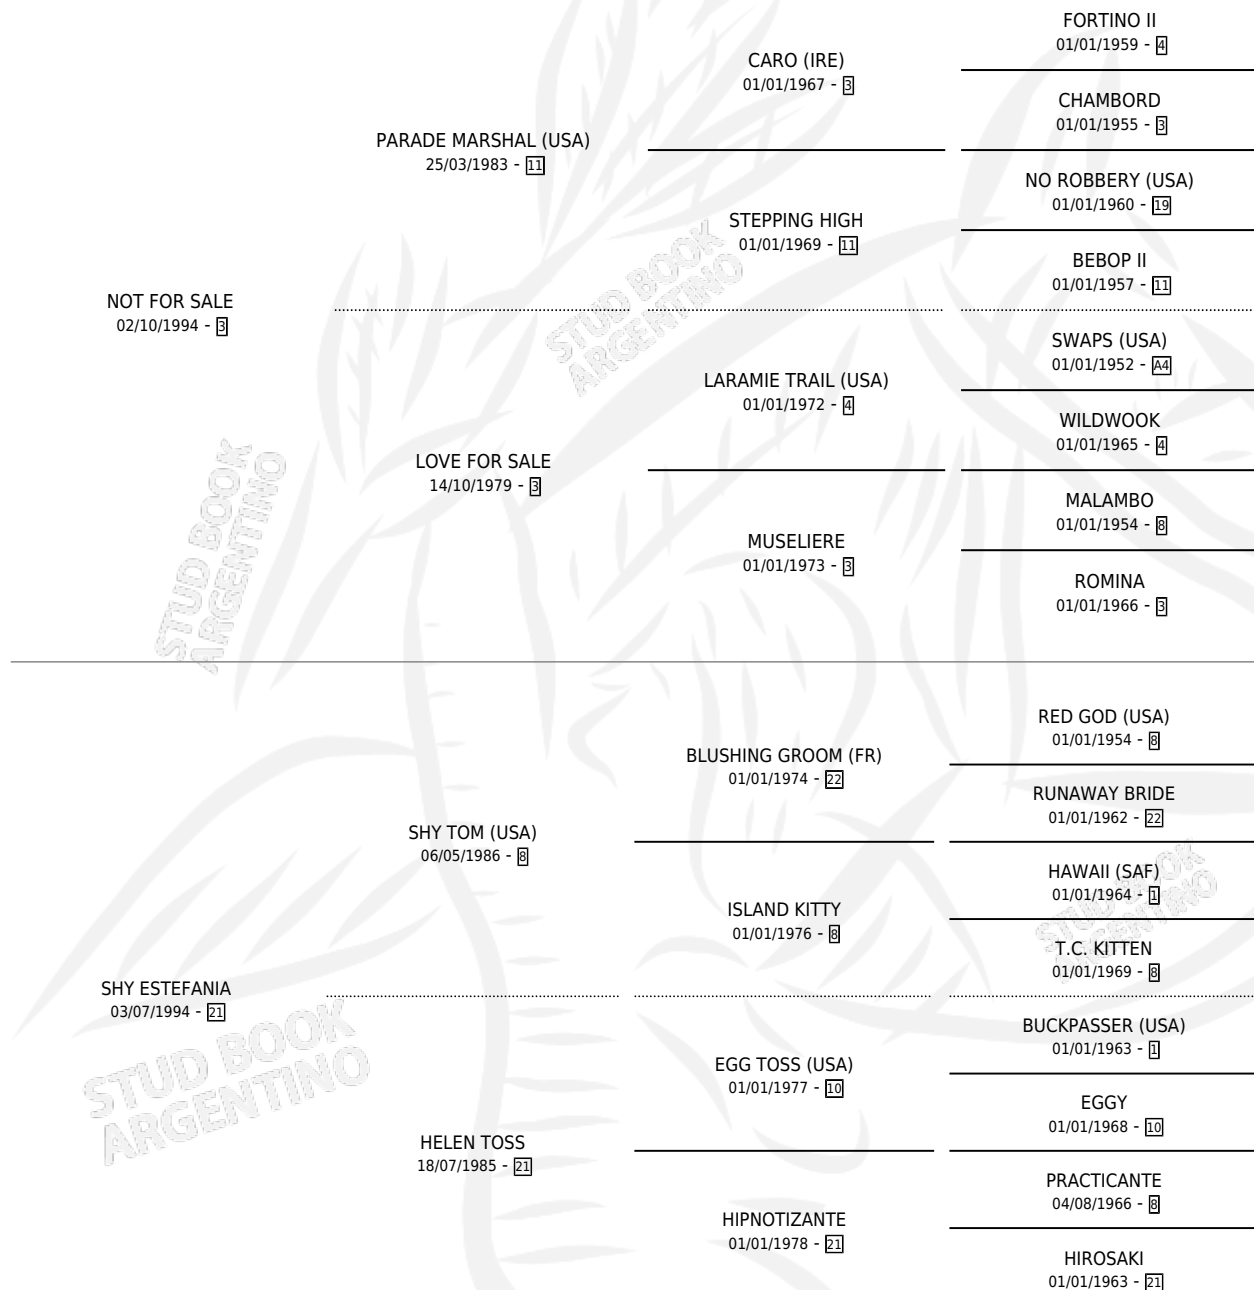 FORTINO II
01/01/1959 - 4
CARO (IRE)
01/01/1967 - 3
CHAMBORD
01/01/1955 - 3
PARADE MARSHAL (USA)
25/03/1983 - 11
NO ROBBERY (USA)
01/01/1960 - 19
STEPPING HIGH
01/01/1969 - 11
BEBOP II
01/01/1957 - 11
NOT FOR SALE
02/10/1994 - 3
STUD BOOK
ARGENTINO
SWAPS (USA)
01/01/1952 - A4
LARAMIE TRAIL (USA)
01/01/1972 - 4
WILDWOOK
01/01/1965 - 4
LOVE FOR SALE
14/10/1979 - 3
MALAMBO
01/01/1954 - 8
MUSELIERE
01/01/1973 - 3
ROMINA
01/01/1966 - 3
STUD BOOK
ARGENTINO
RED GOD (USA)
01/01/1954 - 8
BLUSHING GROOM (FR)
01/01/1974 - 22
RUNAWAY BRIDE
01/01/1962 - 22
SHY TOM (USA)
06/05/1986 - 8
HAWAII (SAF)
01/01/1964 - 1
ISLAND KITTY
01/01/1976 - 8
STUD BOOK
ARGENTINO
T.C. KITTEN
01/01/1969 - 8
SHY ESTEFANIA
03/07/1994 - 21
STUD BOOK
ARGENTINO
BUCKPASSER (USA)
01/01/1963 - 1
EGG TOSS (USA)
01/01/1977 - 10
EGGY
01/01/1968 - 10
HELEN TOSS
18/07/1985 - 21
PRACTICANTE
04/08/1966 - 8
HIPNOTIZANTE
01/01/1978 - 21
HIROSAKI
01/01/1963 - 21